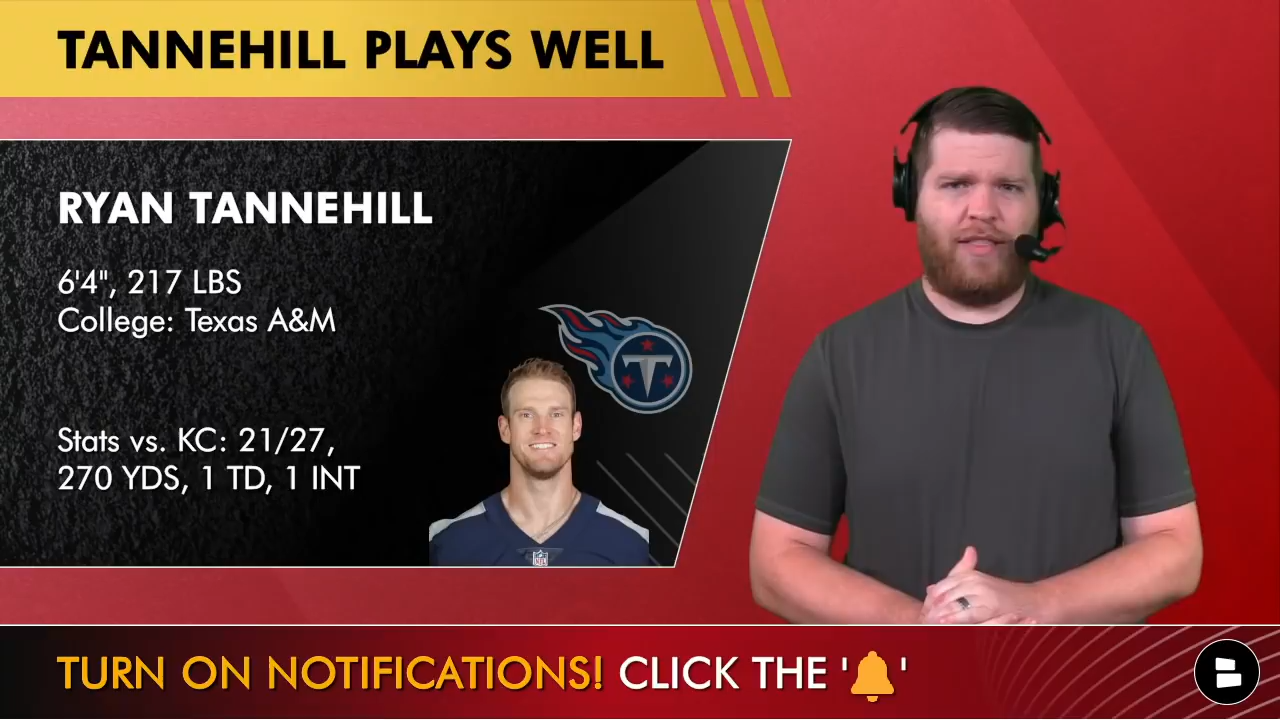 TANNEHILL PLAYS WELL
RYAN TANNEHILL
6'4", 217 LBS
College: Texas A&M
Stats vs. KC: 21/27,
270 YDS, 1 TD, 1 INT
TURN ON NOTIFICATIONS! CLICK THE ' '